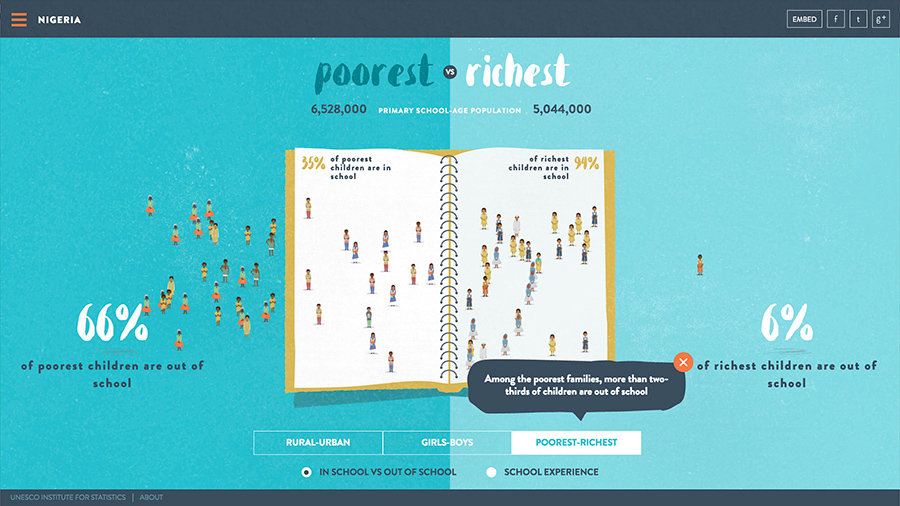 NIGERIA
EMBED
f
t
g+
poorest vs richest
6,528,000 PRIMARY SCHOOL-AGE POPULATION 5,044,000
35% of poorest
children are in
school
of richest 94%
children are in
school
66%
of poorest children are out of
school
6%
of richest children are out of
school
Among the poorest families, more than two-
thirds of children are out of school
RURAL-URBAN
GIRLS-BOYS
POOREST-RICHEST
IN SCHOOL VS OUT OF SCHOOL
SCHOOL EXPERIENCE
UNESCO INSTITUTE FOR STATISTICS | ABOUT